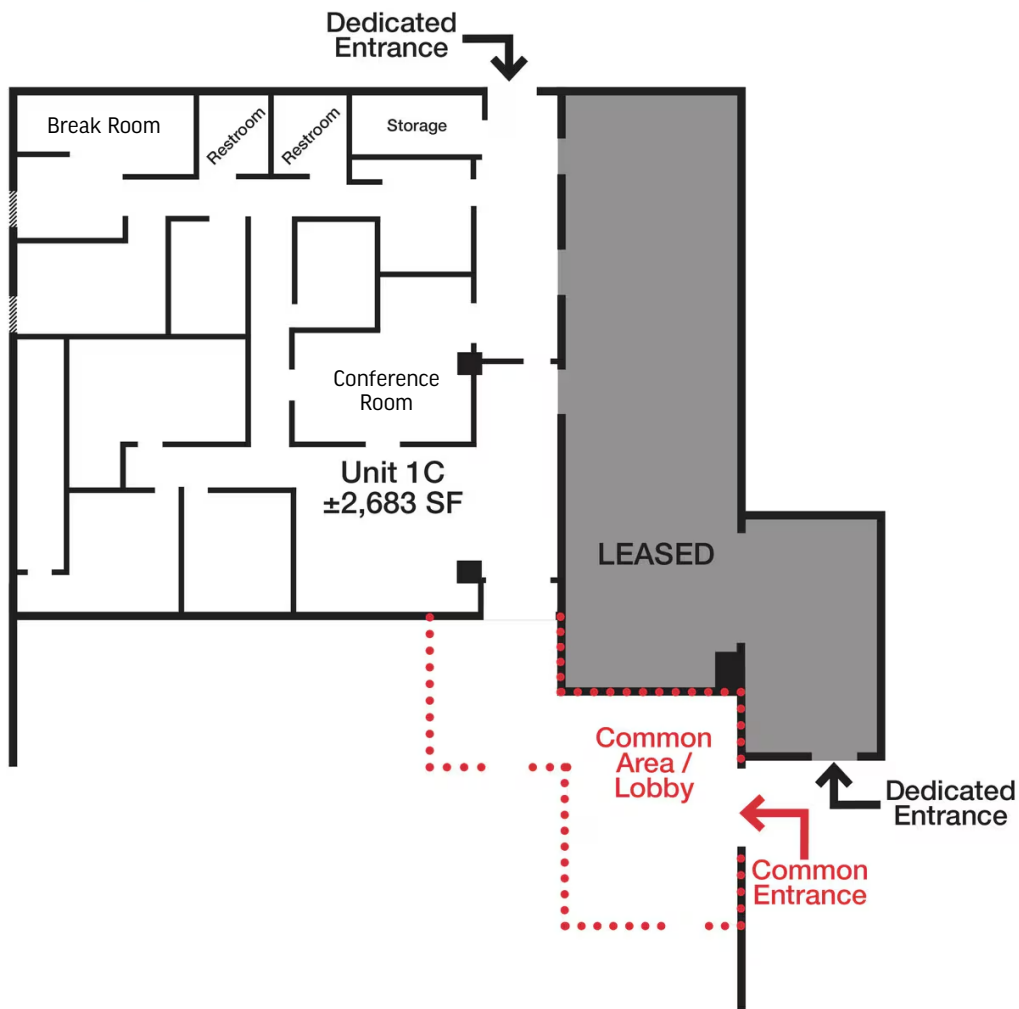 Dedicated
Entrance
Break Room
Restroom
Restroom
Storage
Conference
Room
Unit 1C
±2,683 SF
LEASED
Common
Area /
Lobby
Dedicated
Entrance
Common
Entrance